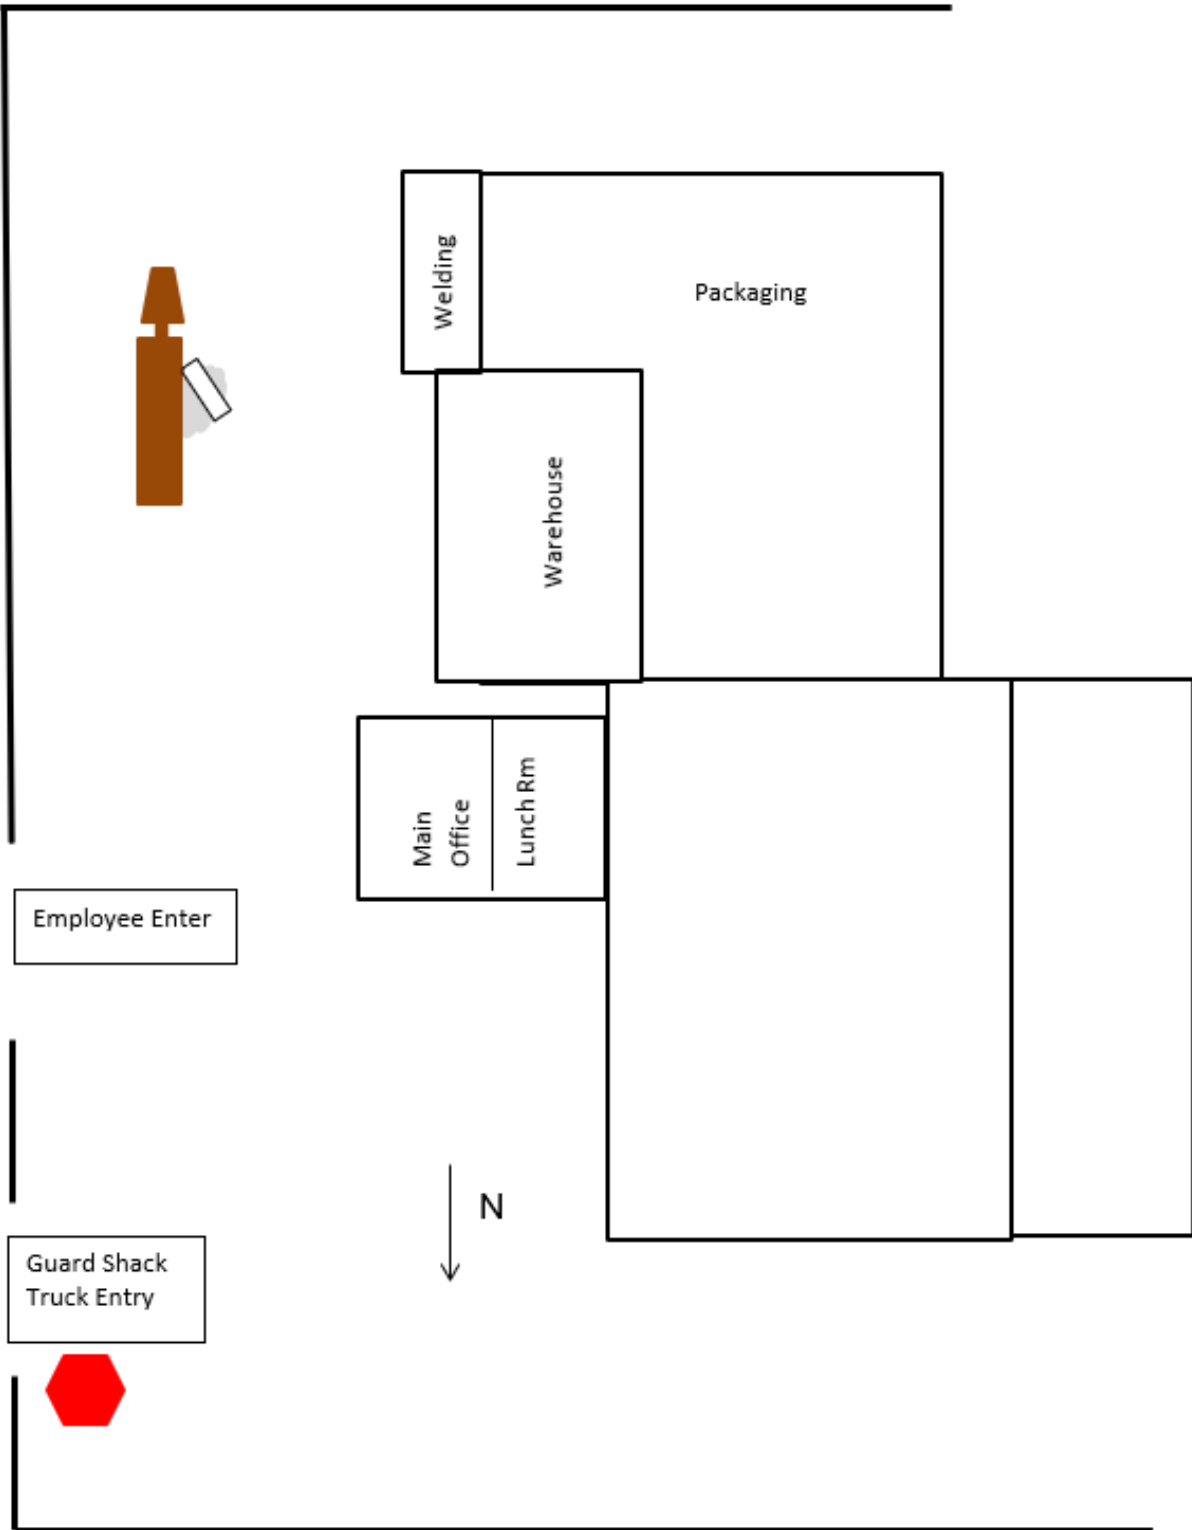 Welding
Packaging
Warehouse
Main
Office
Lunch Rm
Employee Enter
N
Guard Shack
Truck Entry